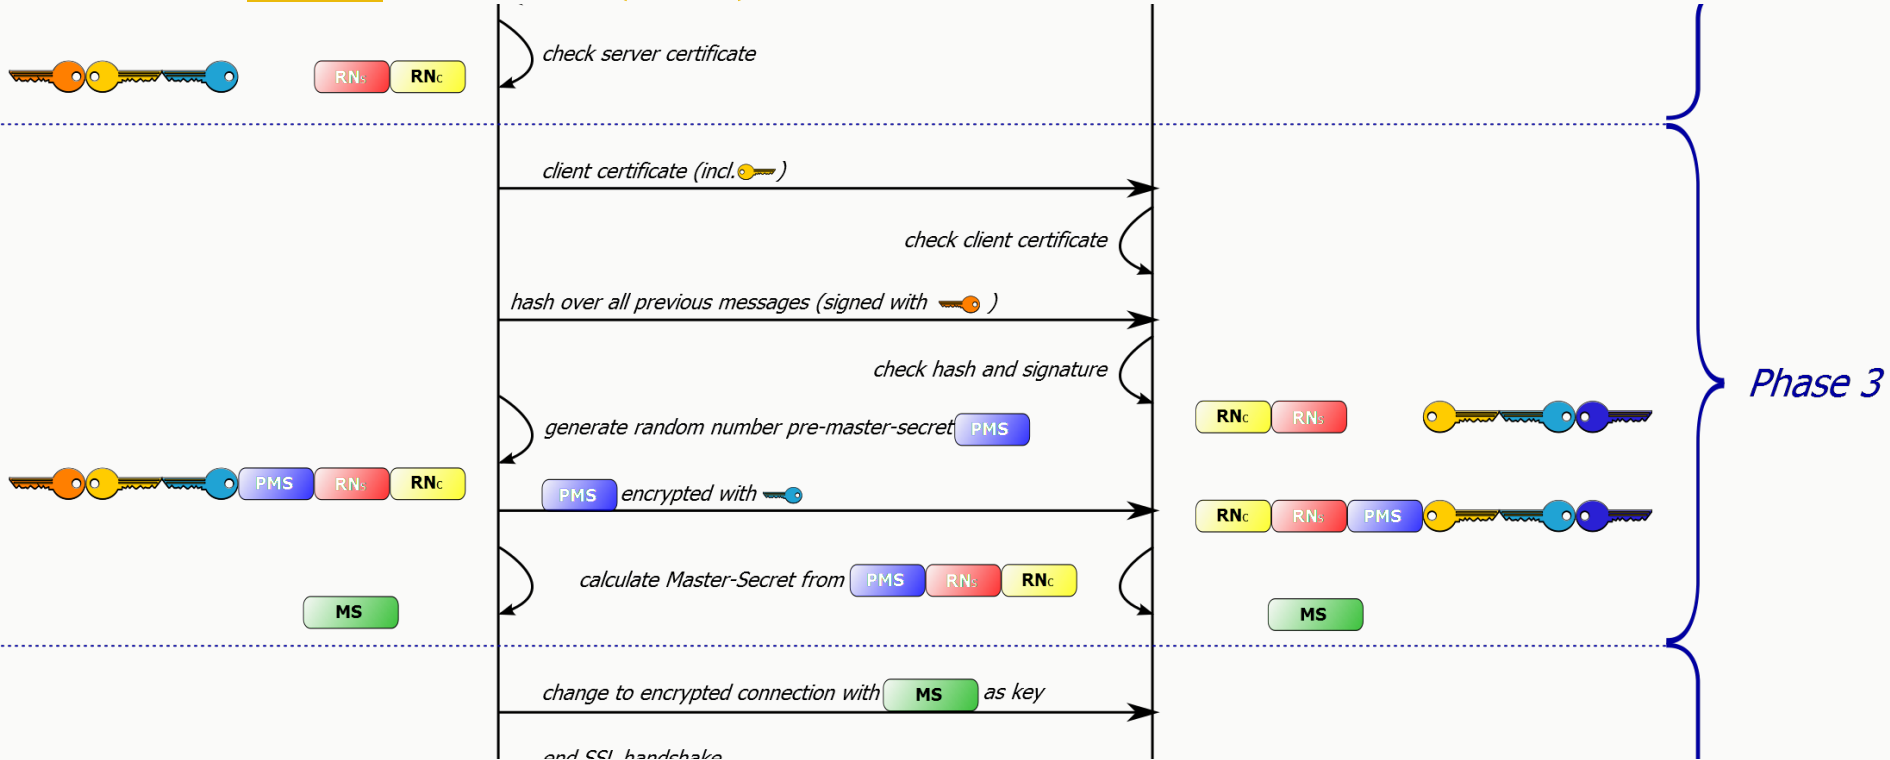 check server certificate
RNs RNc
client certificate (incl. )
check client certificate
hash over all previous messages (signed with )
check hash and signature
Phase 3
RNc RNs
generate random number pre-master-secret PMS
PMS RNs RNc
PMS encrypted with
RNc RNs PMS
calculate Master-Secret from PMS RNs RNc
MS
MS
change to encrypted connection with MS as key
end SSL handshake